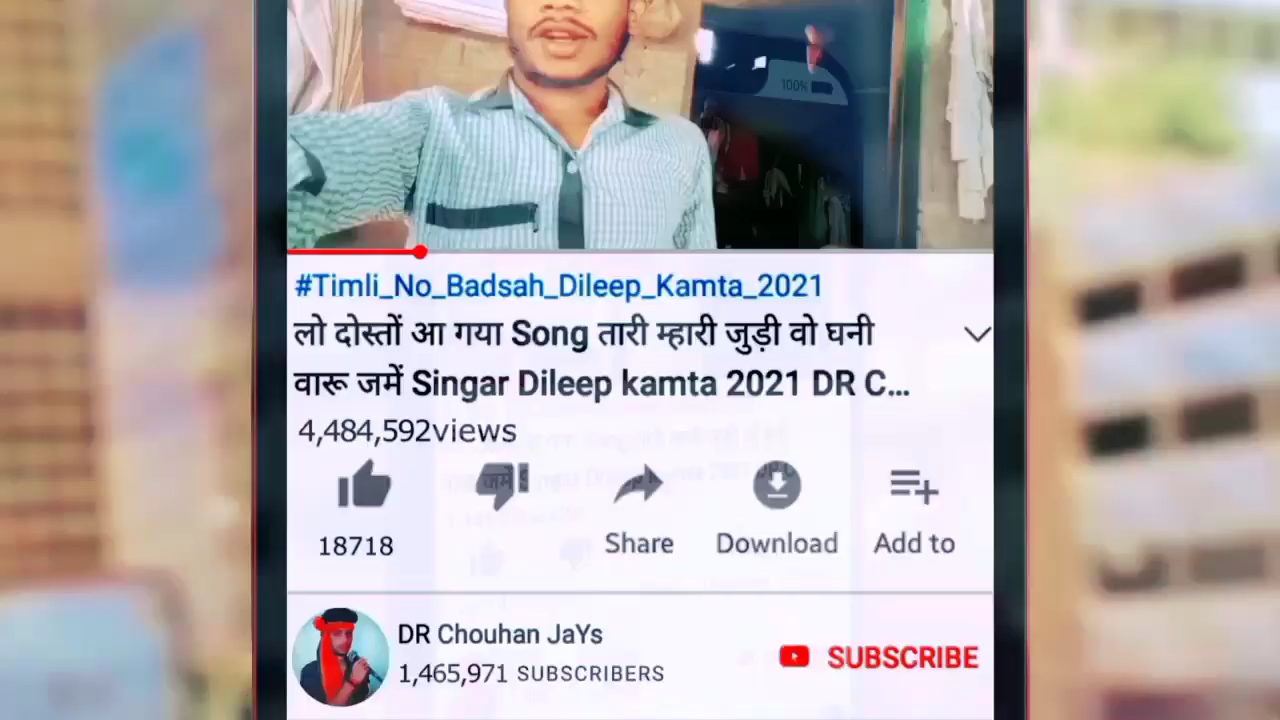 100%
#Timli_No_Badsah_Dileep_Kamta_2021
लो दोस्तों आ गया Song तारी म्हारी जुड़ी वो घनी
वारू जमें Singar Dileep kamta 2021 DR C...
4,484,592views
18718
Share Download Add to
DR Chouhan JaYs
1,465,971 SUBSCRIBERS
SUBSCRIBE